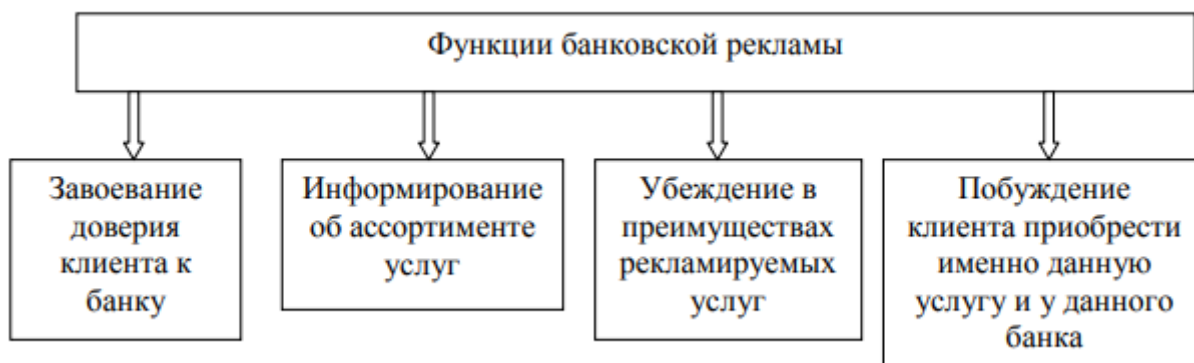 Функции банковской рекламы
Завоевание
доверия
клиента к
банку
Информирование
об ассортименте
услуг
Убеждение в
преимуществах
рекламируемых
услуг
Побуждение
клиента приобрести
именно данную
услугу и у данного
банка